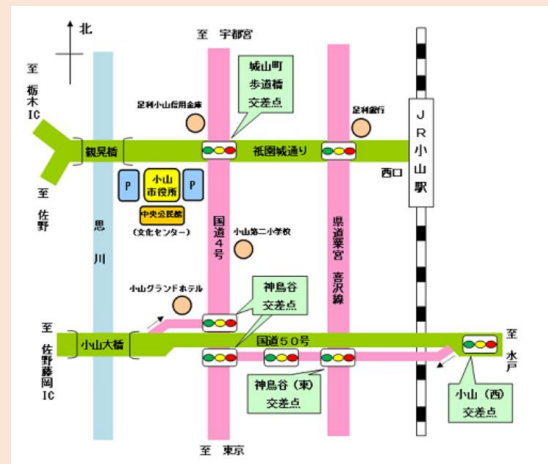 至 宇都宮
北
城山町
歩道橋
交差点
至 栃木IC
足利小山信用金庫
足利銀行
JR小山駅
観晃橋
祇園城通り
西口
P
小山
市役所
P
中央公民館
(文化センター)
至 佐野
思川
国道4号
小山第二小学校
県道粟宮 喜沢線
小山グランドホテル
神鳥谷
交差点
至 佐野藤岡IC
小山大橋
国道50号
至 水戸
神鳥谷(東)
交差点
小山(西)
交差点
至 東京